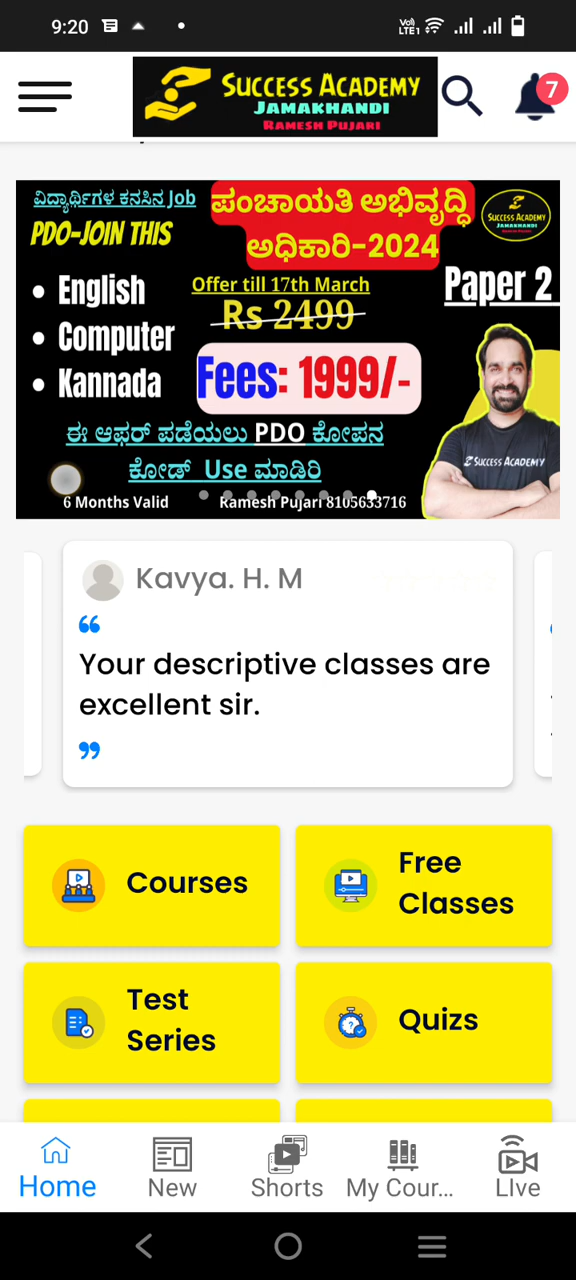 9:20
Vo) LTE1
SUCCESS ACADEMY
JAMAKHANDI
RAMESH PUJARI
7
ವಿದ್ಯಾರ್ಥಿಗಳ ಕನಸಿನ Job
ಪಂಚಾಯತಿ ಅಭಿವೃದ್ಧಿ
ಅಧಿಕಾರಿ-2024
SUCCESS ACADEMY
JAMAKHANDI
PDO-JOIN THIS
Offer till 17th March
Paper 2
• English
Rs 2499
• Computer
Fees: 1999/-
• Kannada
ಈ ಆಫರ್ ಪಡೆಯಲು PDO ಕೋಪನ
ಕೋಡ್ Use ಮಾಡಿರಿ
SUCCESS ACADEMY
6 Months Valid
Ramesh Pujari 8105633716
Kavya. H. M
“
Your descriptive classes are
excellent sir.
”
Courses
Free
Classes
Test
Series
Quizs
Home
New
Shorts
My Cour...
LIve